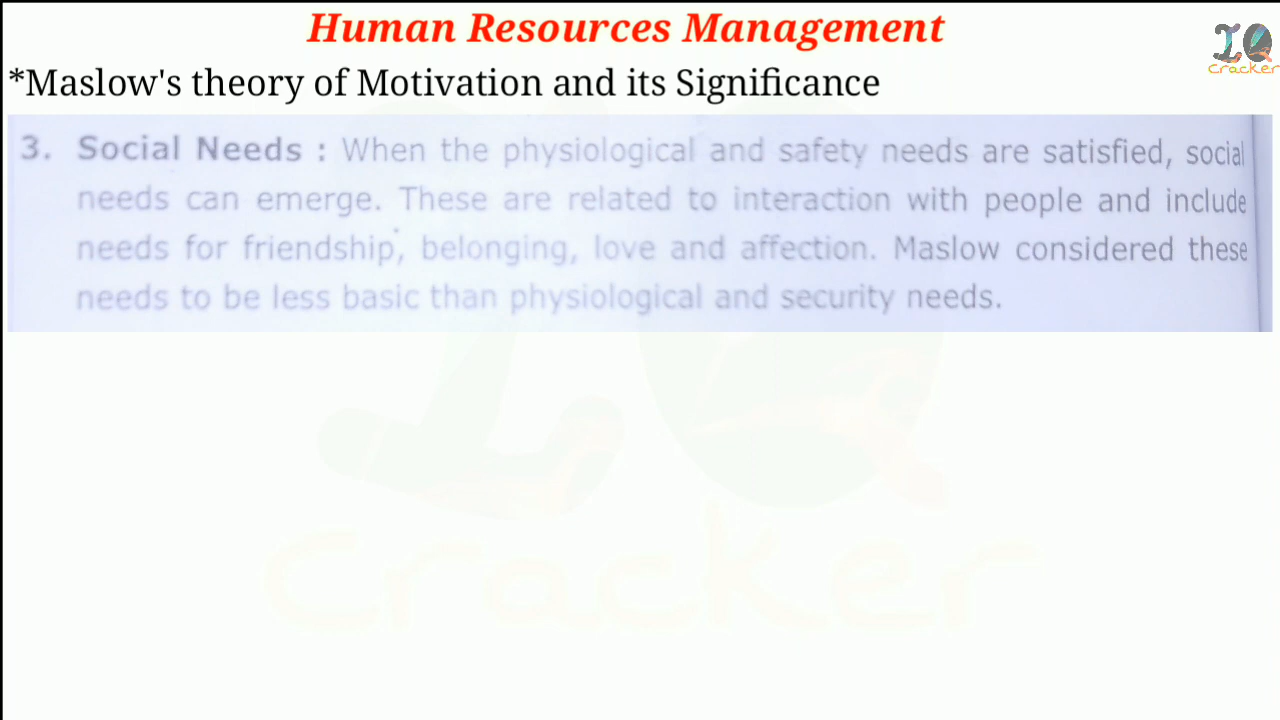 Human Resources Management
IQ
Cracker
*Maslow's theory of Motivation and its Significance
3. Social Needs : When the physiological and safety needs are satisfied, social
needs can emerge. These are related to interaction with people and include
needs for friendship, belonging, love and affection. Maslow considered these
needs to be less basic than physiological and security needs.
IQ
Cracker